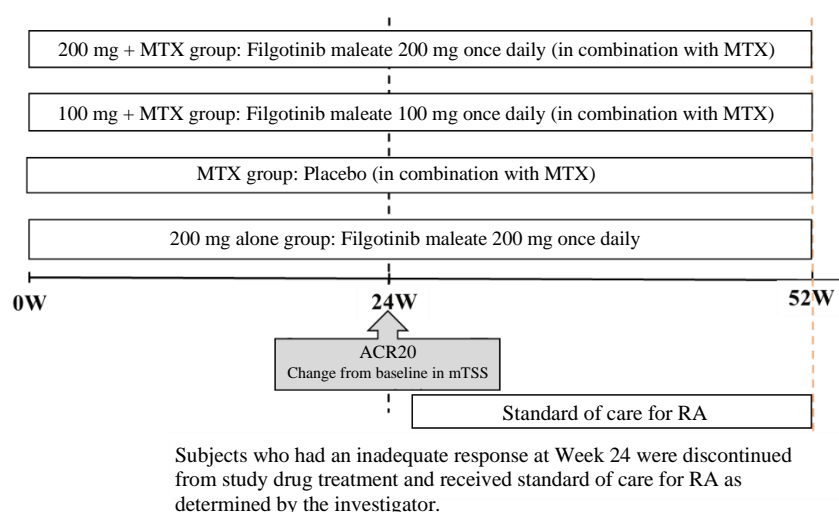 200 mg + MTX group: Filgotinib maleate 200 mg once daily (in combination with MTX)
100 mg + MTX group: Filgotinib maleate 100 mg once daily (in combination with MTX)
MTX group: Placebo (in combination with MTX)
200 mg alone group: Filgotinib maleate 200 mg once daily
0W
24W
52W
ACR20
Change from baseline in mTSS
Standard of care for RA
Subjects who had an inadequate response at Week 24 were discontinued
from study drug treatment and received standard of care for RA as
determined by the investigator.